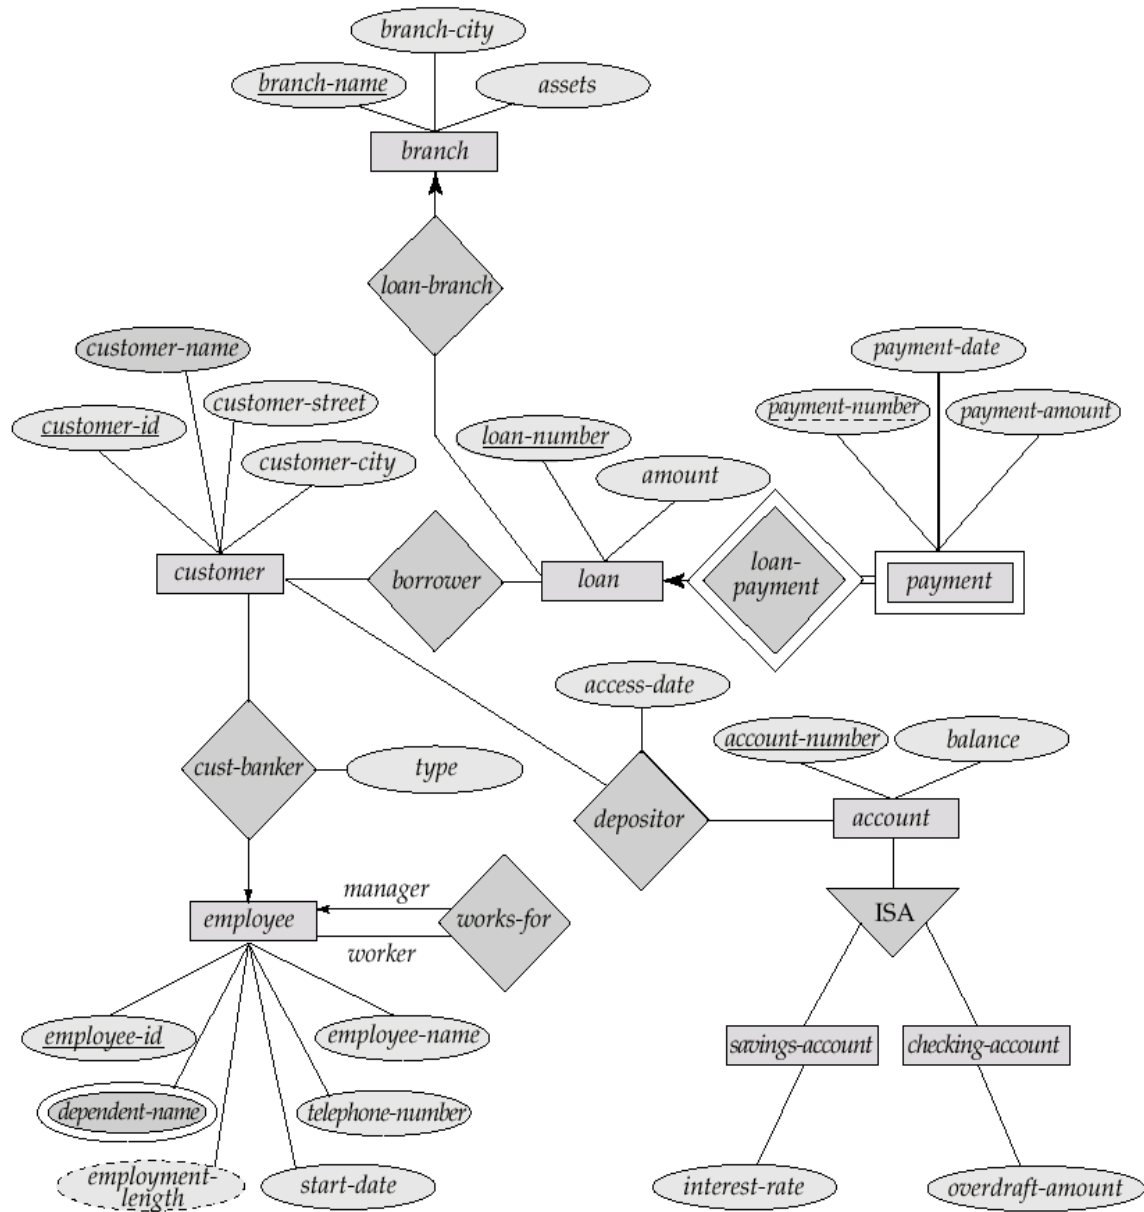 branch-city
branch-name
assets
branch
loan-branch
customer-name
customer-street
customer-id
customer-city
payment-date
payment-number
payment-amount
loan-number
amount
customer
borrower
loan
loan-
payment
payment
access-date
account-number
balance
cust-banker
type
depositor
account
manager
employee
works-for
worker
ISA
employee-id
employee-name
savings-account
checking-account
dependent-name
telephone-number
employment-
length
start-date
interest-rate
overdraft-amount